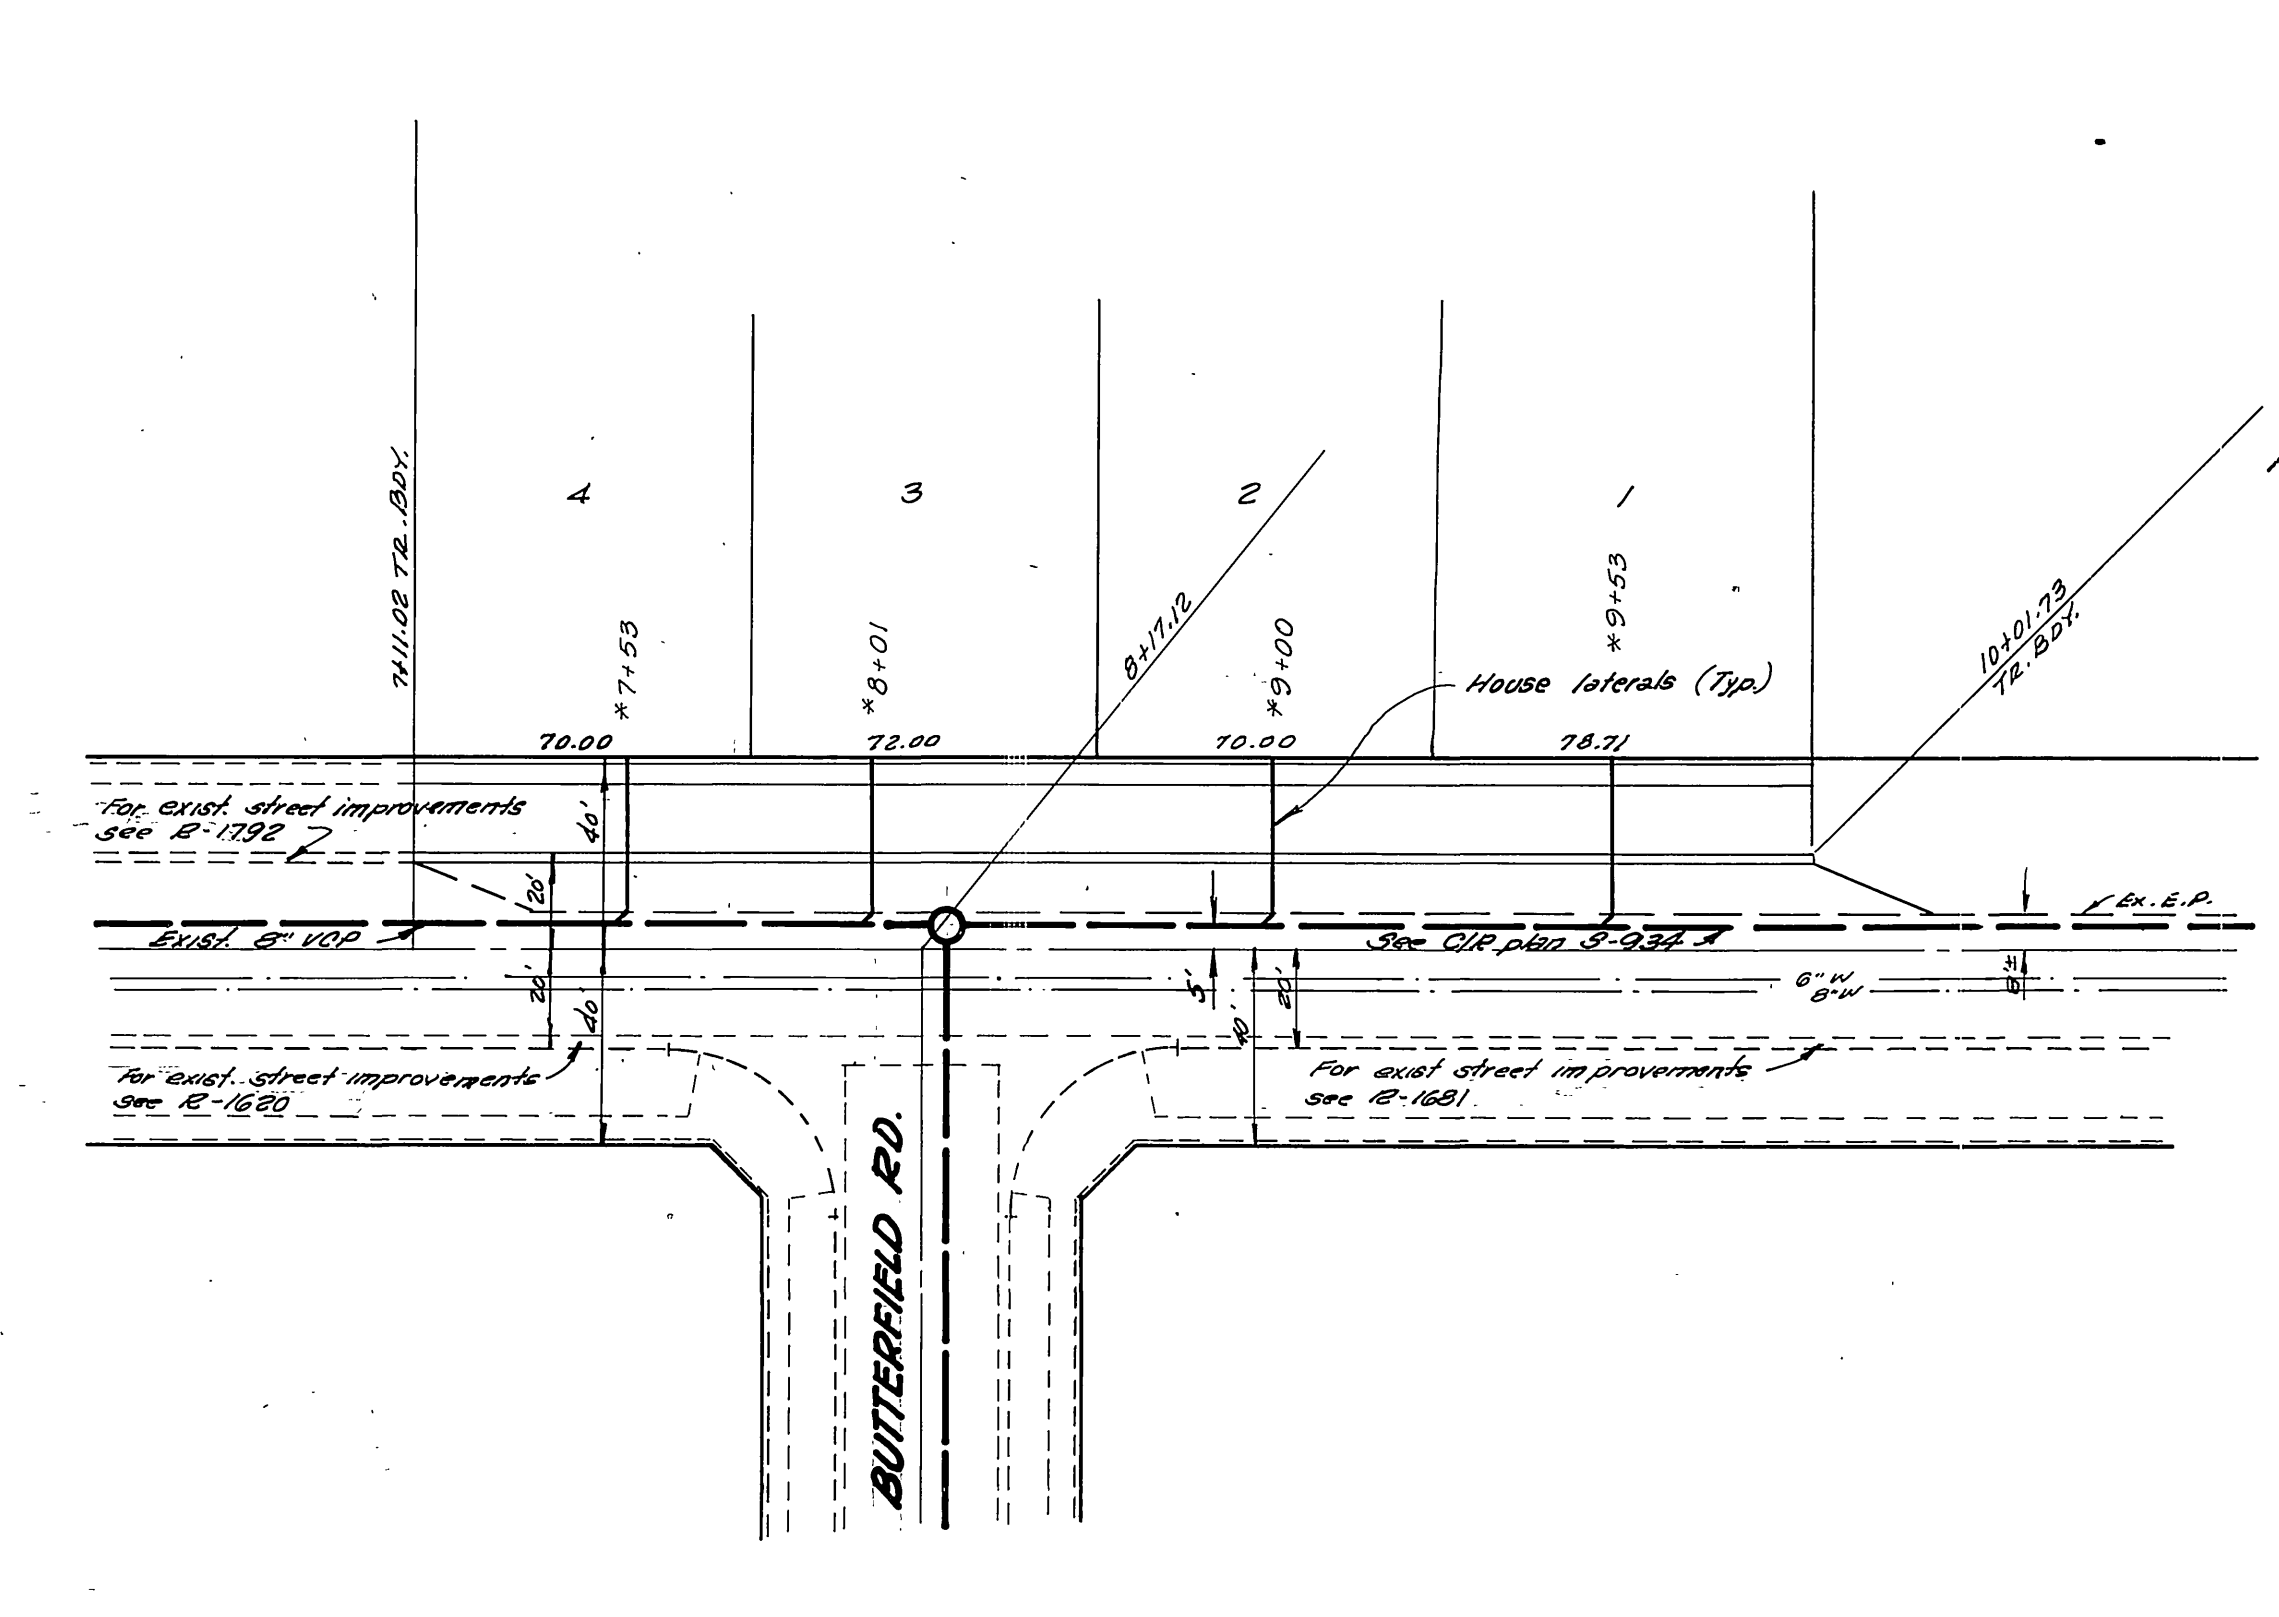 7+11.02 TR. BDY.
4
3
2
1
*7+53
*8+01
8+17.12
*9+00
*9+53
10+01.73
TR. BDY.
House laterals (Typ.)
70.00
72.00
70.00
78.71
For exist. street improvements
see R-1792
40'
20'
Ex. E.P.
Exist. 8" VCP
See C/R plan S-934
20'
40'
5'
40'
20'
6" W
8" W
8'±
For exist. street improvements
see R-1620
For exist street improvements
see R-1681
BUTTERFIELD RD.